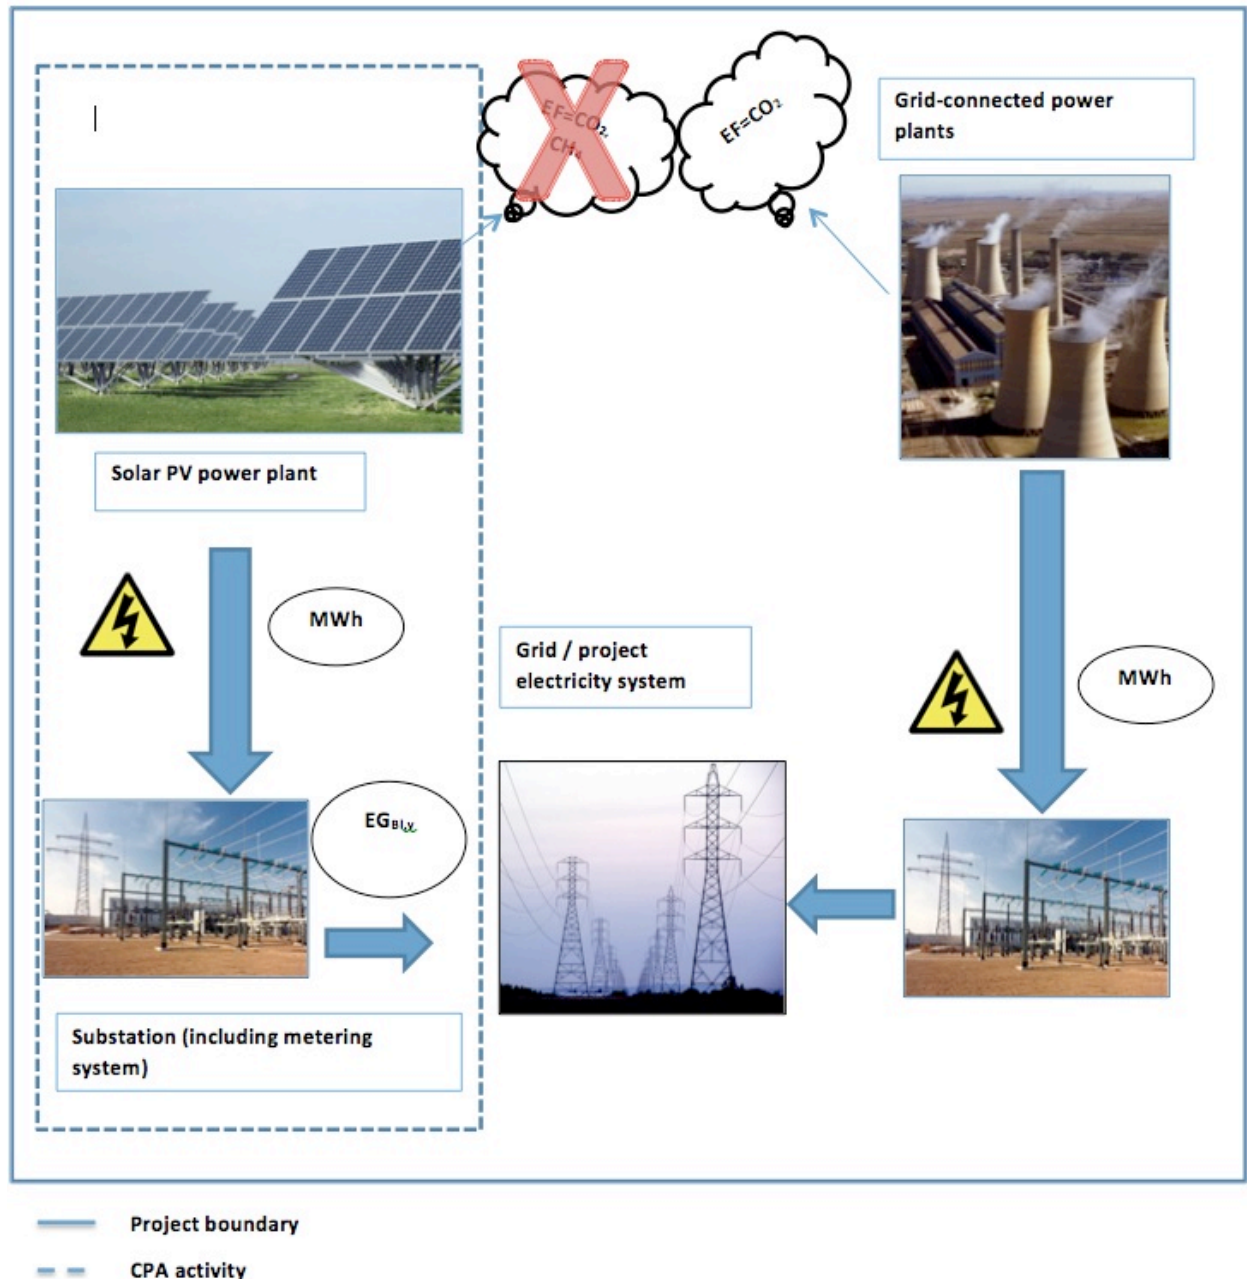 EF=CO₂,
CH₄
EF=CO₂
Grid-connected power
plants
Solar PV power plant
MWh
Grid / project
electricity system
MWh
EG_BL,y
Substation (including metering
system)
Project boundary
CPA activity